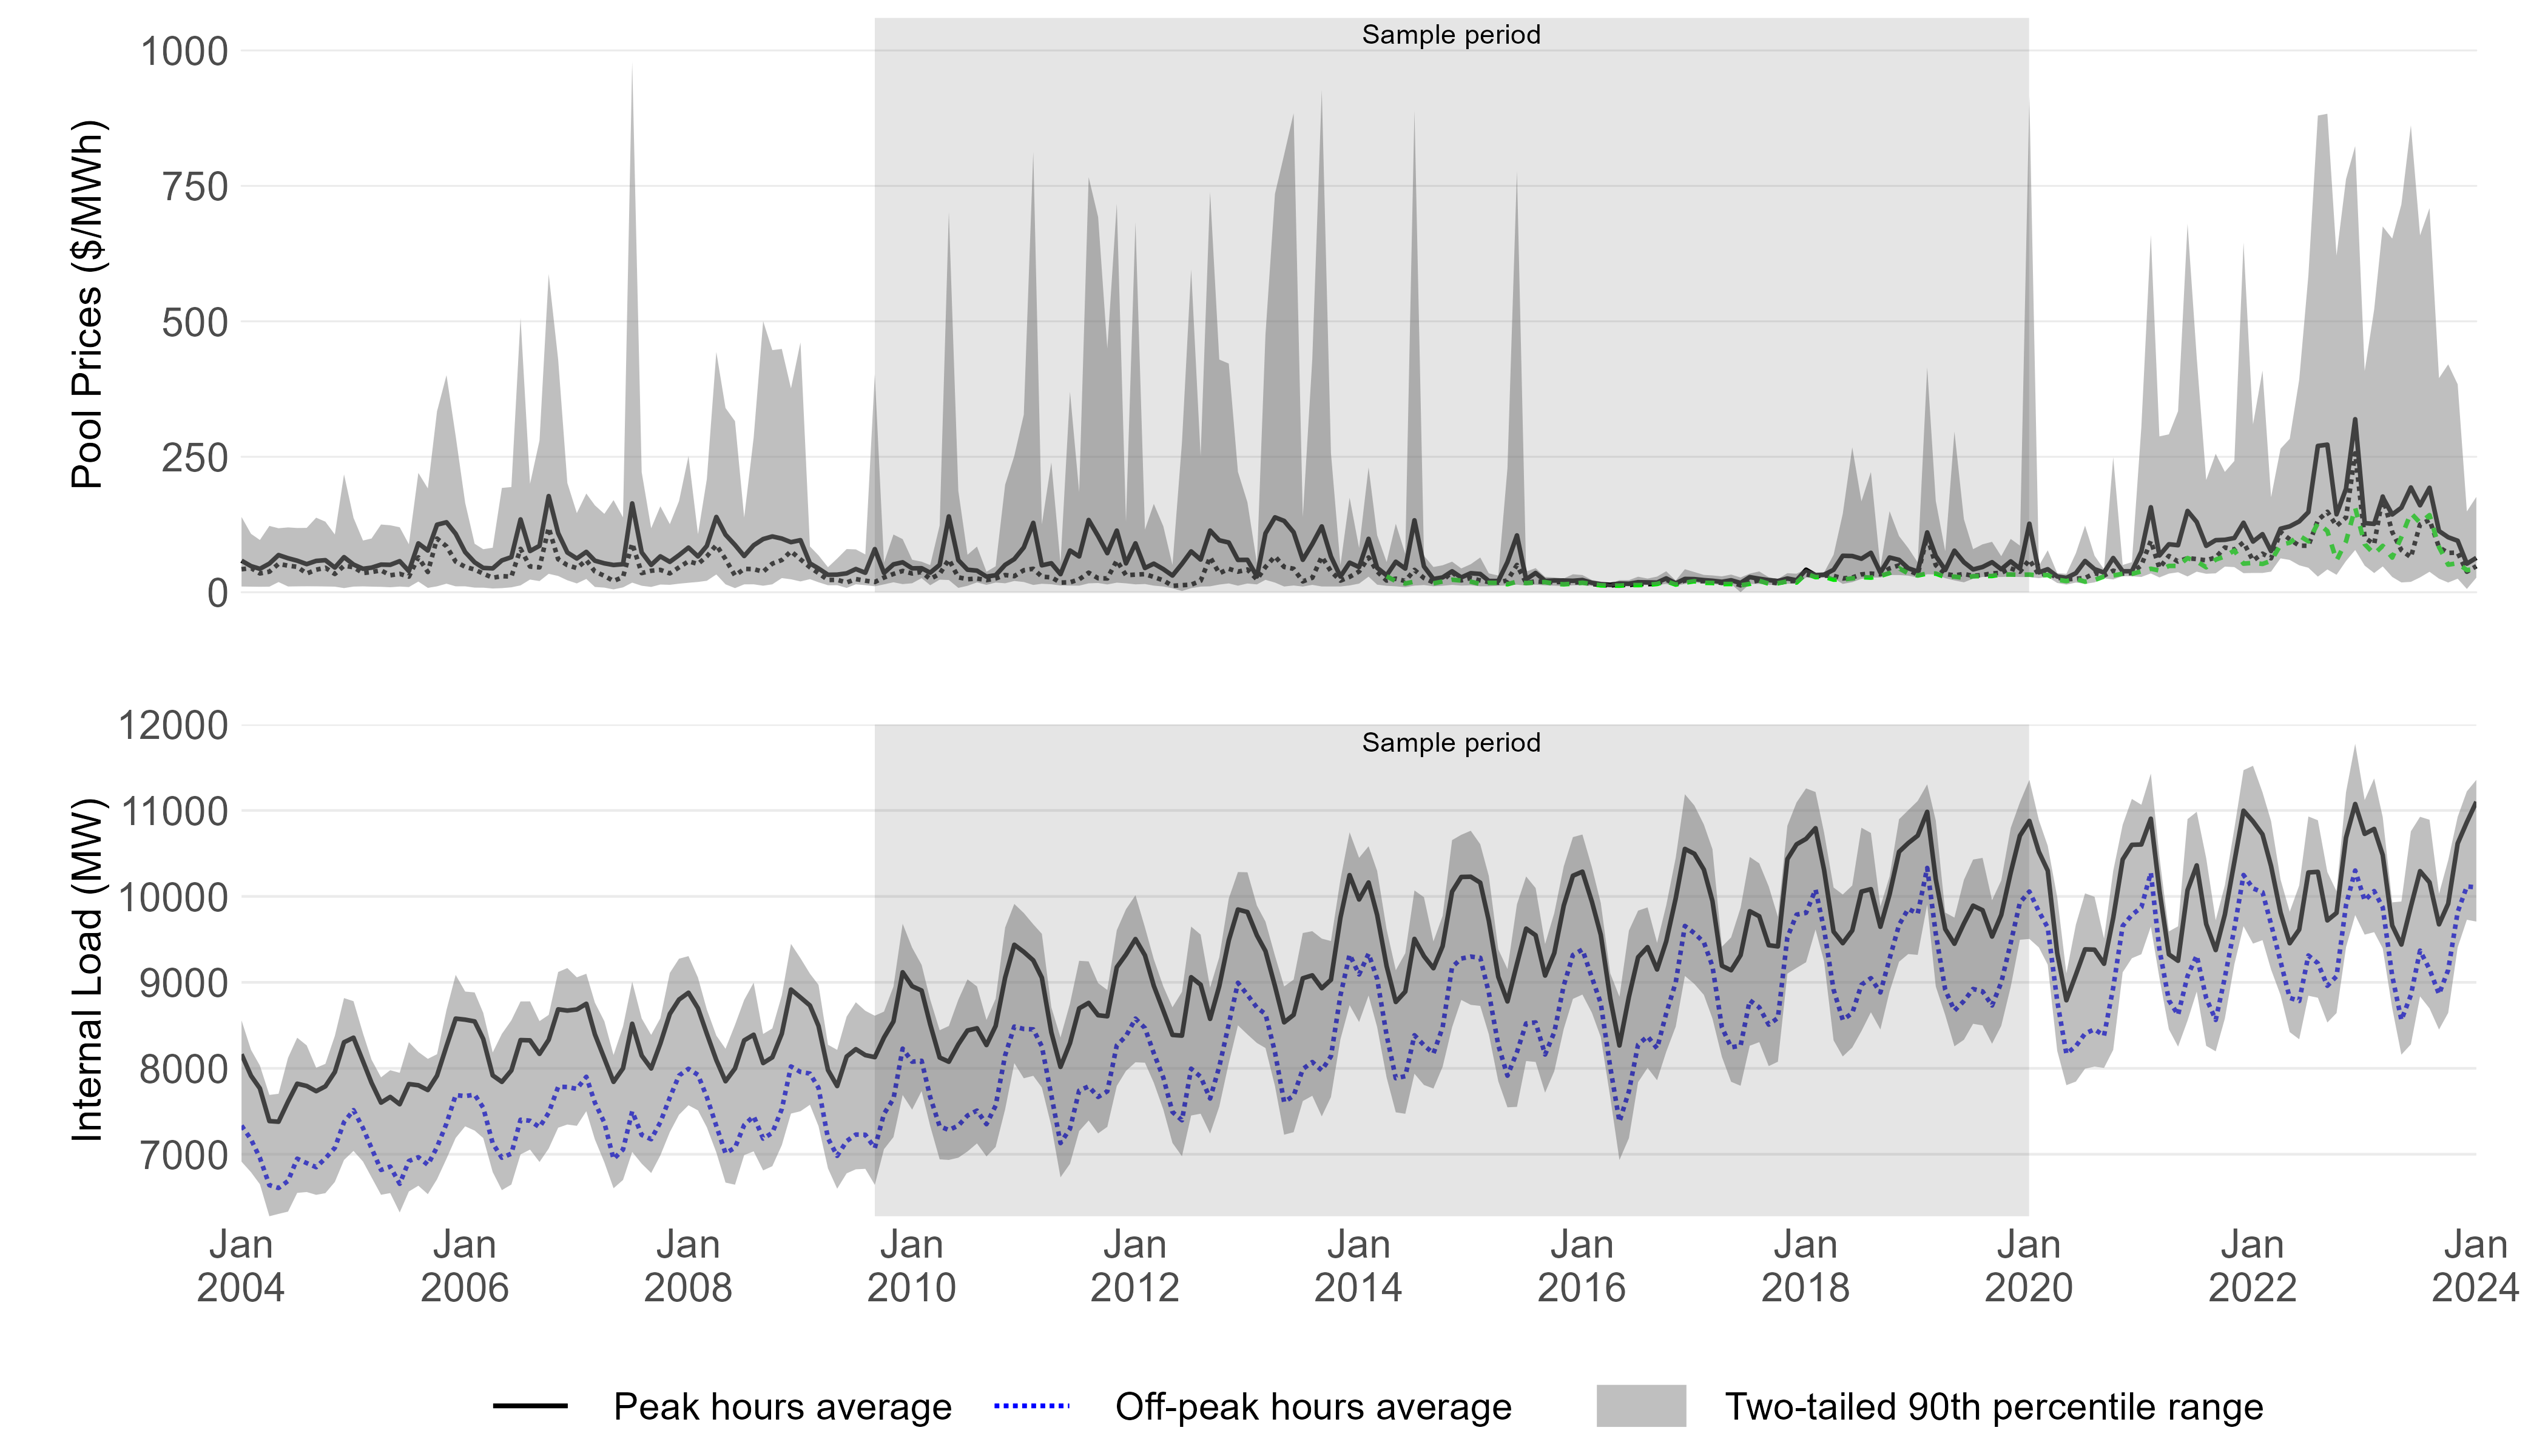 Sample period
1000
750
500
250
0
Pool Prices ($/MWh)
Sample period
12000
11000
10000
9000
8000
7000
Internal Load (MW)
Jan 2004
Jan 2006
Jan 2008
Jan 2010
Jan 2012
Jan 2014
Jan 2016
Jan 2018
Jan 2020
Jan 2022
Jan 2024
Peak hours average
Off-peak hours average
Two-tailed 90th percentile range